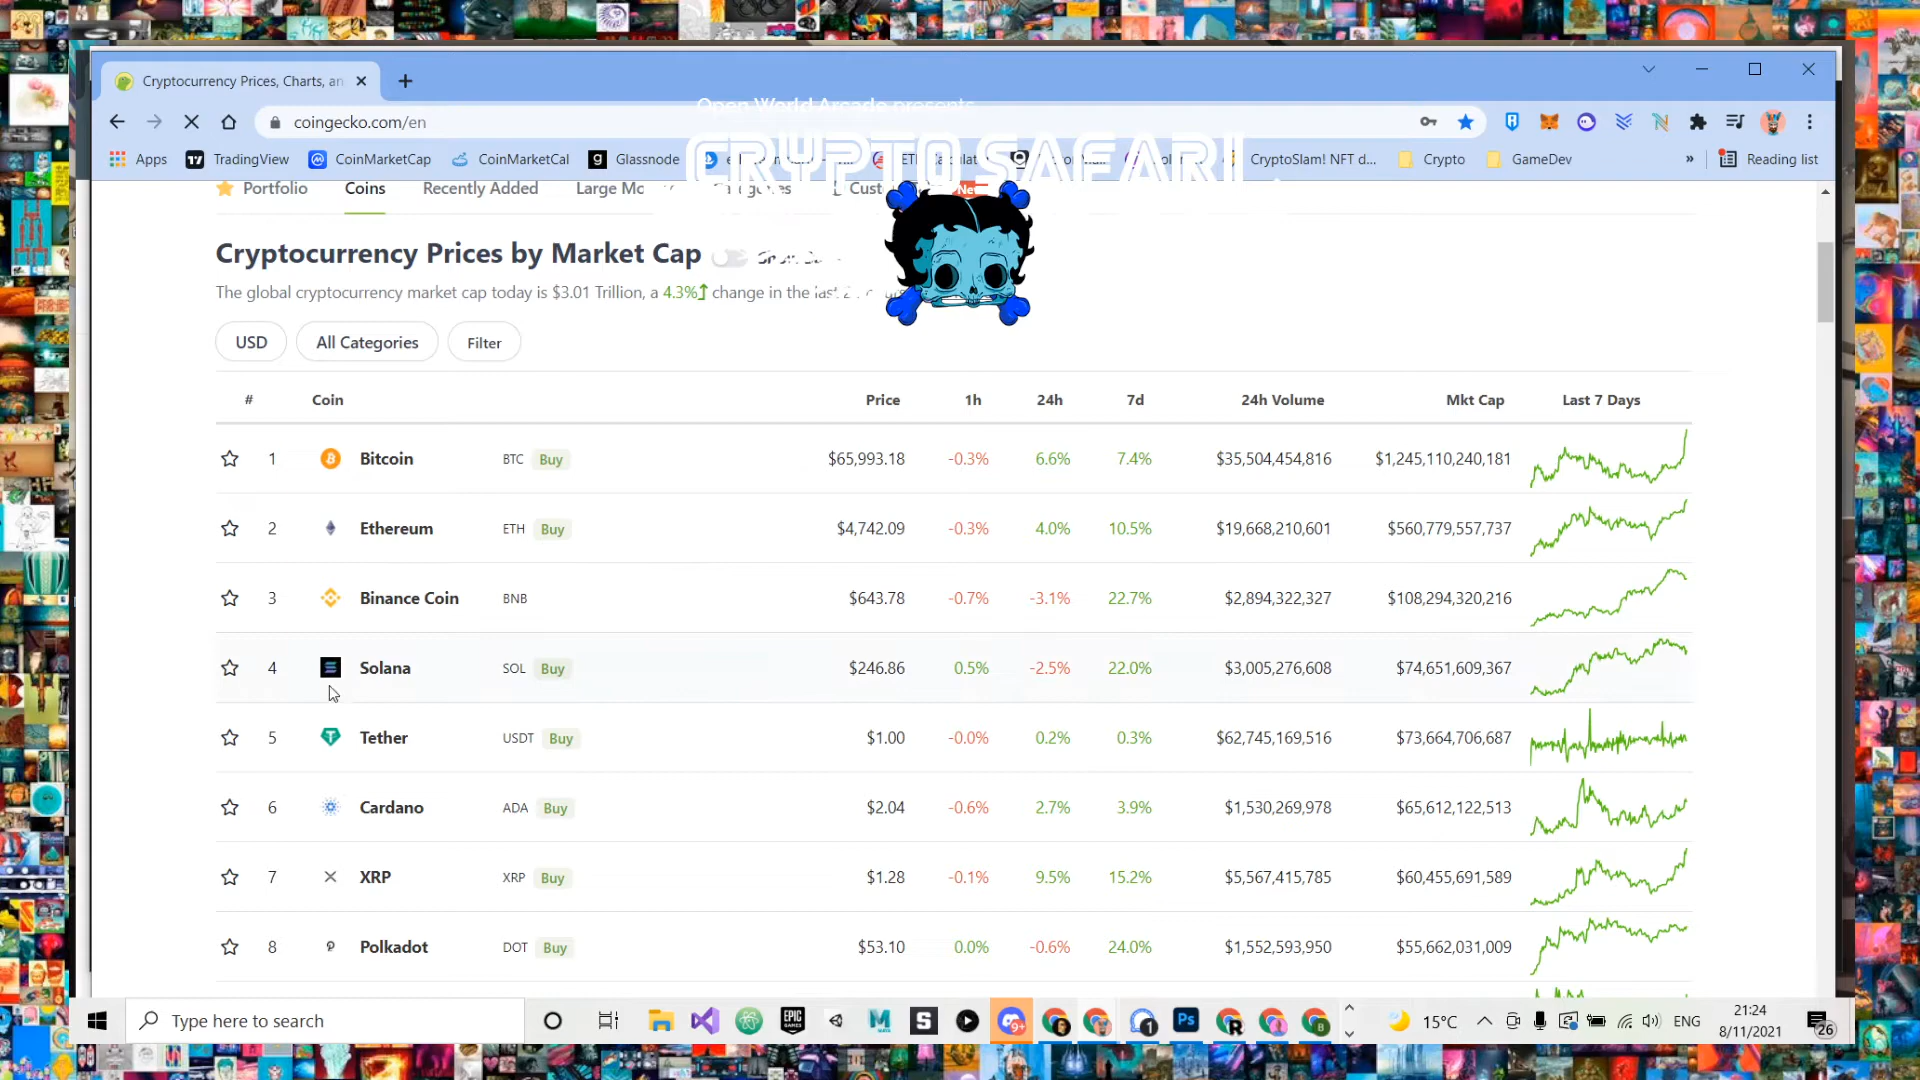 Cryptocurrency Prices, Charts, an
Open World Arcade presents
coingecko.com/en
CRYPTO SAFARI
Apps TradingView CoinMarketCap CoinMarketCal Glassnode CryptoSlam! NFT d... Crypto GameDev » Reading list
Portfolio Coins Recently Added Large Mo
Cryptocurrency Prices by Market Cap
The global cryptocurrency market cap today is $3.01 Trillion, a 4.3% change in the last
USD All Categories Filter
# Coin Price 1h 24h 7d 24h Volume Mkt Cap Last 7 Days
1 Bitcoin BTC Buy $65,993.18 -0.3% 6.6% 7.4% $35,504,454,816 $1,245,110,240,181
2 Ethereum ETH Buy $4,742.09 -0.3% 4.0% 10.5% $19,668,210,601 $560,779,557,737
3 Binance Coin BNB $643.78 -0.7% -3.1% 22.7% $2,894,322,327 $108,294,320,216
4 Solana SOL Buy $246.86 0.5% -2.5% 22.0% $3,005,276,608 $74,651,609,367
5 Tether USDT Buy $1.00 -0.0% 0.2% 0.3% $62,745,169,516 $73,664,706,687
6 Cardano ADA Buy $2.04 -0.6% 2.7% 3.9% $1,530,269,978 $65,612,122,513
7 XRP XRP Buy $1.28 -0.1% 9.5% 15.2% $5,567,415,785 $60,455,691,589
8 Polkadot DOT Buy $53.10 0.0% -0.6% 24.0% $1,552,593,950 $55,662,031,009
Type here to search 15°C ENG 21:24
8/11/2021 26